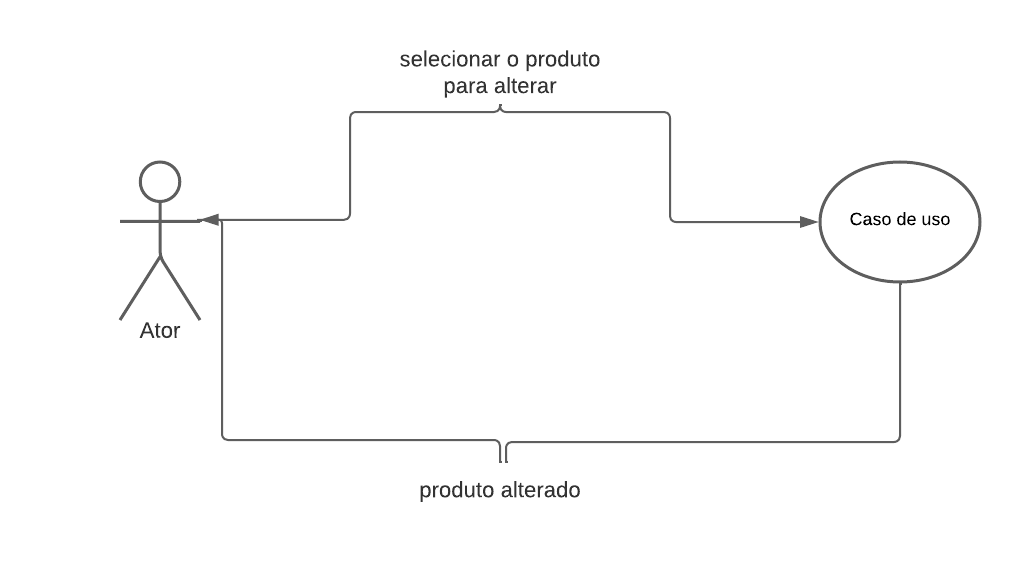 selecionar o produto
para alterar
Caso de uso
Ator
produto alterado